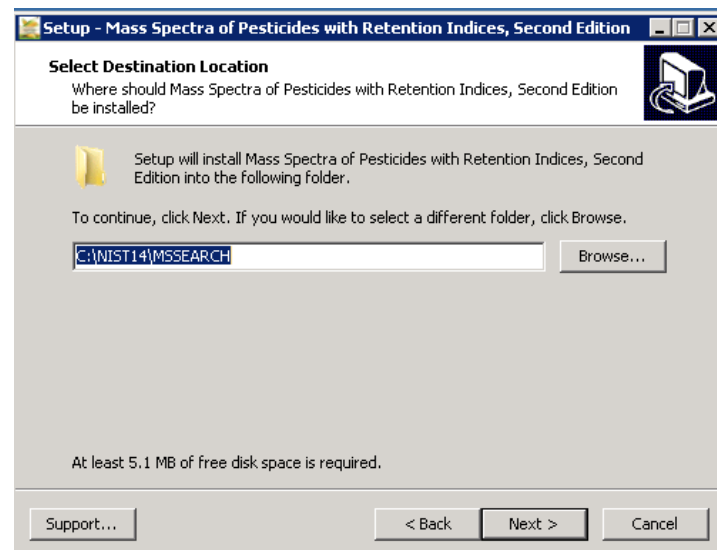 Setup - Mass Spectra of Pesticides with Retention Indices, Second Edition
Select Destination Location
Where should Mass Spectra of Pesticides with Retention Indices, Second Edition
be installed?
Setup will install Mass Spectra of Pesticides with Retention Indices, Second
Edition into the following folder.
To continue, click Next. If you would like to select a different folder, click Browse.
C:\NIST14\MSSEARCH
Browse...
At least 5.1 MB of free disk space is required.
Support...
< Back
Next >
Cancel